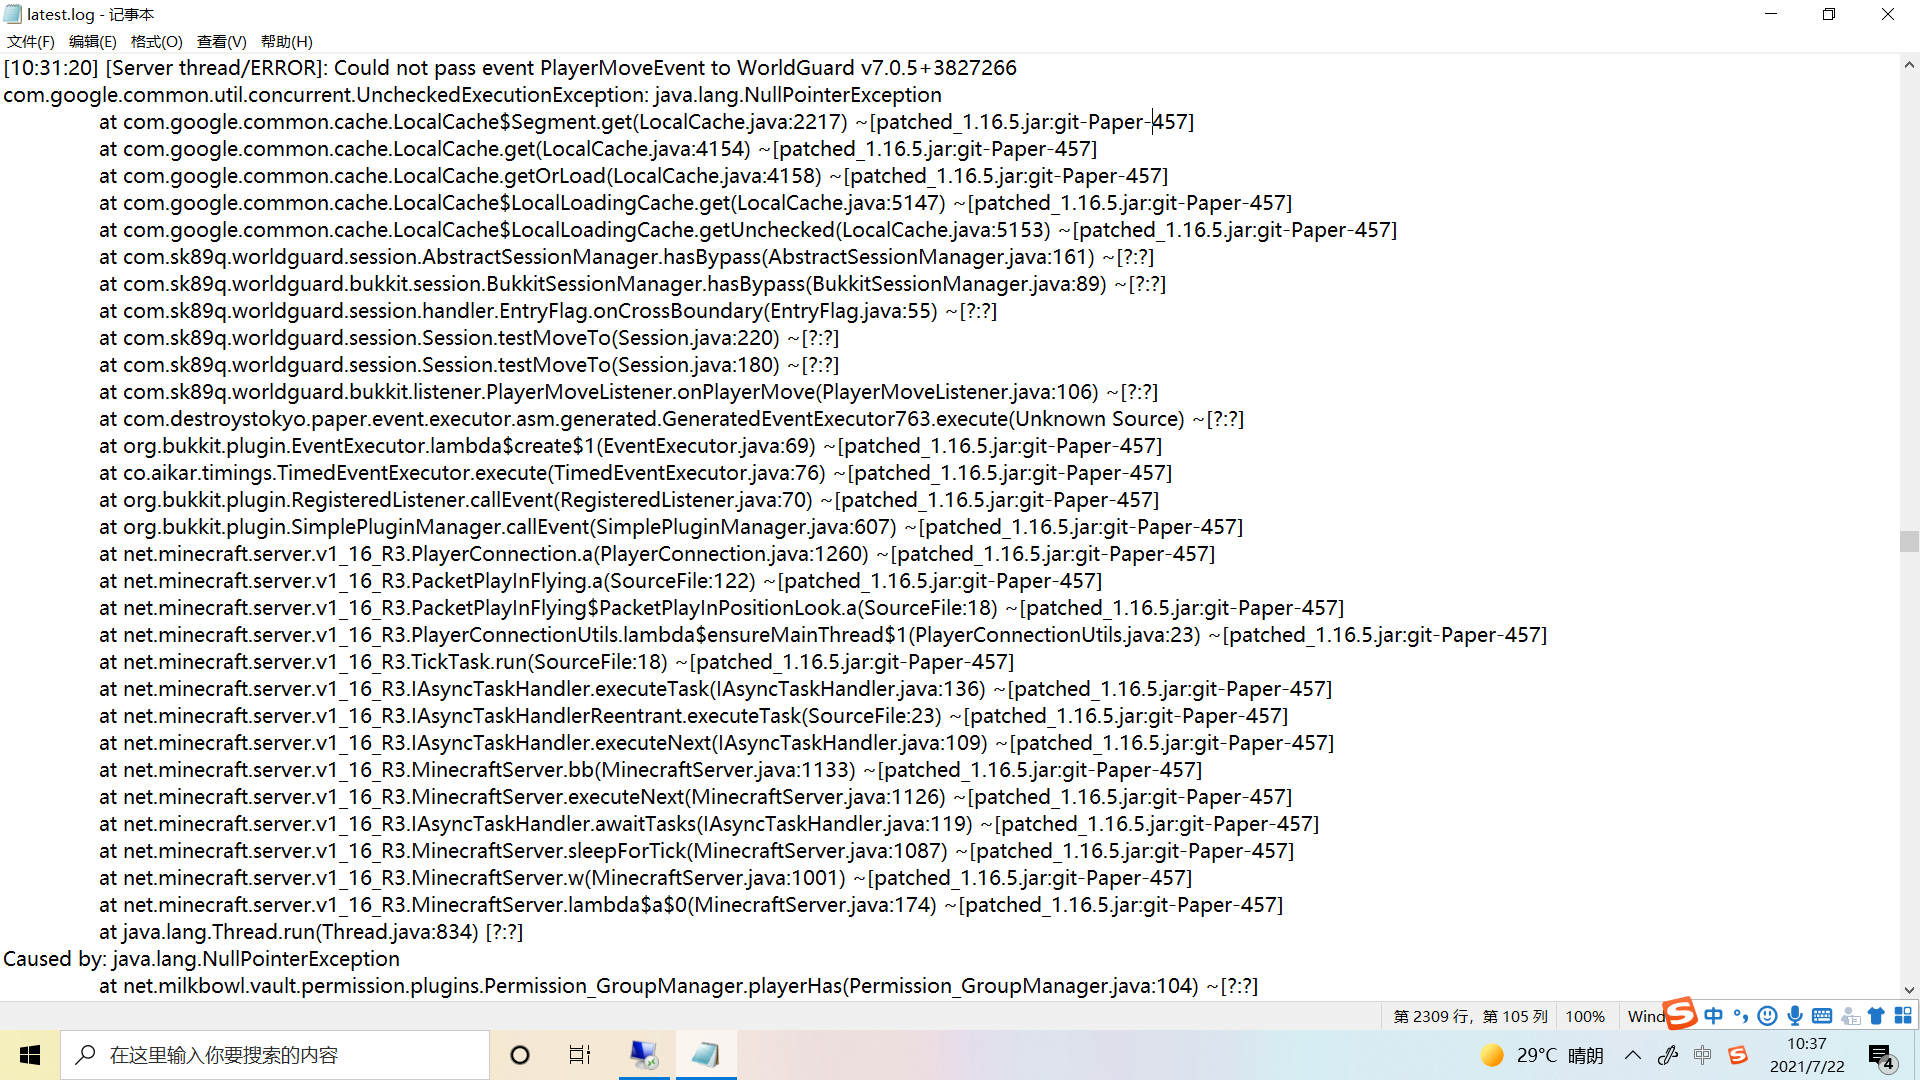 latest.log - 记事本
文件(F) 编辑(E) 格式(O) 查看(V) 帮助(H)
[10:31:20] [Server thread/ERROR]: Could not pass event PlayerMoveEvent to WorldGuard v7.0.5+3827266
com.google.common.util.concurrent.UncheckedExecutionException: java.lang.NullPointerException
at com.google.common.cache.LocalCache$Segment.get(LocalCache.java:2217) ~[patched_1.16.5.jar:git-Paper-457]
at com.google.common.cache.LocalCache.get(LocalCache.java:4154) ~[patched_1.16.5.jar:git-Paper-457]
at com.google.common.cache.LocalCache.getOrLoad(LocalCache.java:4158) ~[patched_1.16.5.jar:git-Paper-457]
at com.google.common.cache.LocalCache$LocalLoadingCache.get(LocalCache.java:5147) ~[patched_1.16.5.jar:git-Paper-457]
at com.google.common.cache.LocalCache$LocalLoadingCache.getUnchecked(LocalCache.java:5153) ~[patched_1.16.5.jar:git-Paper-457]
at com.sk89q.worldguard.session.AbstractSessionManager.hasBypass(AbstractSessionManager.java:161) ~[?:?]
at com.sk89q.worldguard.bukkit.session.BukkitSessionManager.hasBypass(BukkitSessionManager.java:89) ~[?:?]
at com.sk89q.worldguard.session.handler.EntryFlag.onCrossBoundary(EntryFlag.java:55) ~[?:?]
at com.sk89q.worldguard.session.Session.testMoveTo(Session.java:220) ~[?:?]
at com.sk89q.worldguard.session.Session.testMoveTo(Session.java:180) ~[?:?]
at com.sk89q.worldguard.bukkit.listener.PlayerMoveListener.onPlayerMove(PlayerMoveListener.java:106) ~[?:?]
at com.destroystokyo.paper.event.executor.asm.generated.GeneratedEventExecutor763.execute(Unknown Source) ~[?:?]
at org.bukkit.plugin.EventExecutor.lambda$create$1(EventExecutor.java:69) ~[patched_1.16.5.jar:git-Paper-457]
at co.aikar.timings.TimedEventExecutor.execute(TimedEventExecutor.java:76) ~[patched_1.16.5.jar:git-Paper-457]
at org.bukkit.plugin.RegisteredListener.callEvent(RegisteredListener.java:70) ~[patched_1.16.5.jar:git-Paper-457]
at org.bukkit.plugin.SimplePluginManager.callEvent(SimplePluginManager.java:607) ~[patched_1.16.5.jar:git-Paper-457]
at net.minecraft.server.v1_16_R3.PlayerConnection.a(PlayerConnection.java:1260) ~[patched_1.16.5.jar:git-Paper-457]
at net.minecraft.server.v1_16_R3.PacketPlayInFlying.a(SourceFile:122) ~[patched_1.16.5.jar:git-Paper-457]
at net.minecraft.server.v1_16_R3.PacketPlayInFlying$PacketPlayInPositionLook.a(SourceFile:18) ~[patched_1.16.5.jar:git-Paper-457]
at net.minecraft.server.v1_16_R3.PlayerConnectionUtils.lambda$ensureMainThread$1(PlayerConnectionUtils.java:23) ~[patched_1.16.5.jar:git-Paper-457]
at net.minecraft.server.v1_16_R3.TickTask.run(SourceFile:18) ~[patched_1.16.5.jar:git-Paper-457]
at net.minecraft.server.v1_16_R3.IAsyncTaskHandler.executeTask(IAsyncTaskHandler.java:136) ~[patched_1.16.5.jar:git-Paper-457]
at net.minecraft.server.v1_16_R3.IAsyncTaskHandlerReentrant.executeTask(SourceFile:23) ~[patched_1.16.5.jar:git-Paper-457]
at net.minecraft.server.v1_16_R3.IAsyncTaskHandler.executeNext(IAsyncTaskHandler.java:109) ~[patched_1.16.5.jar:git-Paper-457]
at net.minecraft.server.v1_16_R3.MinecraftServer.bb(MinecraftServer.java:1133) ~[patched_1.16.5.jar:git-Paper-457]
at net.minecraft.server.v1_16_R3.MinecraftServer.executeNext(MinecraftServer.java:1126) ~[patched_1.16.5.jar:git-Paper-457]
at net.minecraft.server.v1_16_R3.IAsyncTaskHandler.awaitTasks(IAsyncTaskHandler.java:119) ~[patched_1.16.5.jar:git-Paper-457]
at net.minecraft.server.v1_16_R3.MinecraftServer.sleepForTick(MinecraftServer.java:1087) ~[patched_1.16.5.jar:git-Paper-457]
at net.minecraft.server.v1_16_R3.MinecraftServer.w(MinecraftServer.java:1001) ~[patched_1.16.5.jar:git-Paper-457]
at net.minecraft.server.v1_16_R3.MinecraftServer.lambda$a$0(MinecraftServer.java:174) ~[patched_1.16.5.jar:git-Paper-457]
at java.lang.Thread.run(Thread.java:834) [?:?]
Caused by: java.lang.NullPointerException
at net.milkbowl.vault.permission.plugins.Permission_GroupManager.playerHas(Permission_GroupManager.java:104) ~[?:?]
第 2309 行，第 105 列 100% Wind 中
在这里输入你要搜索的内容 29°C 晴朗 中 10:37
2021/7/22 4